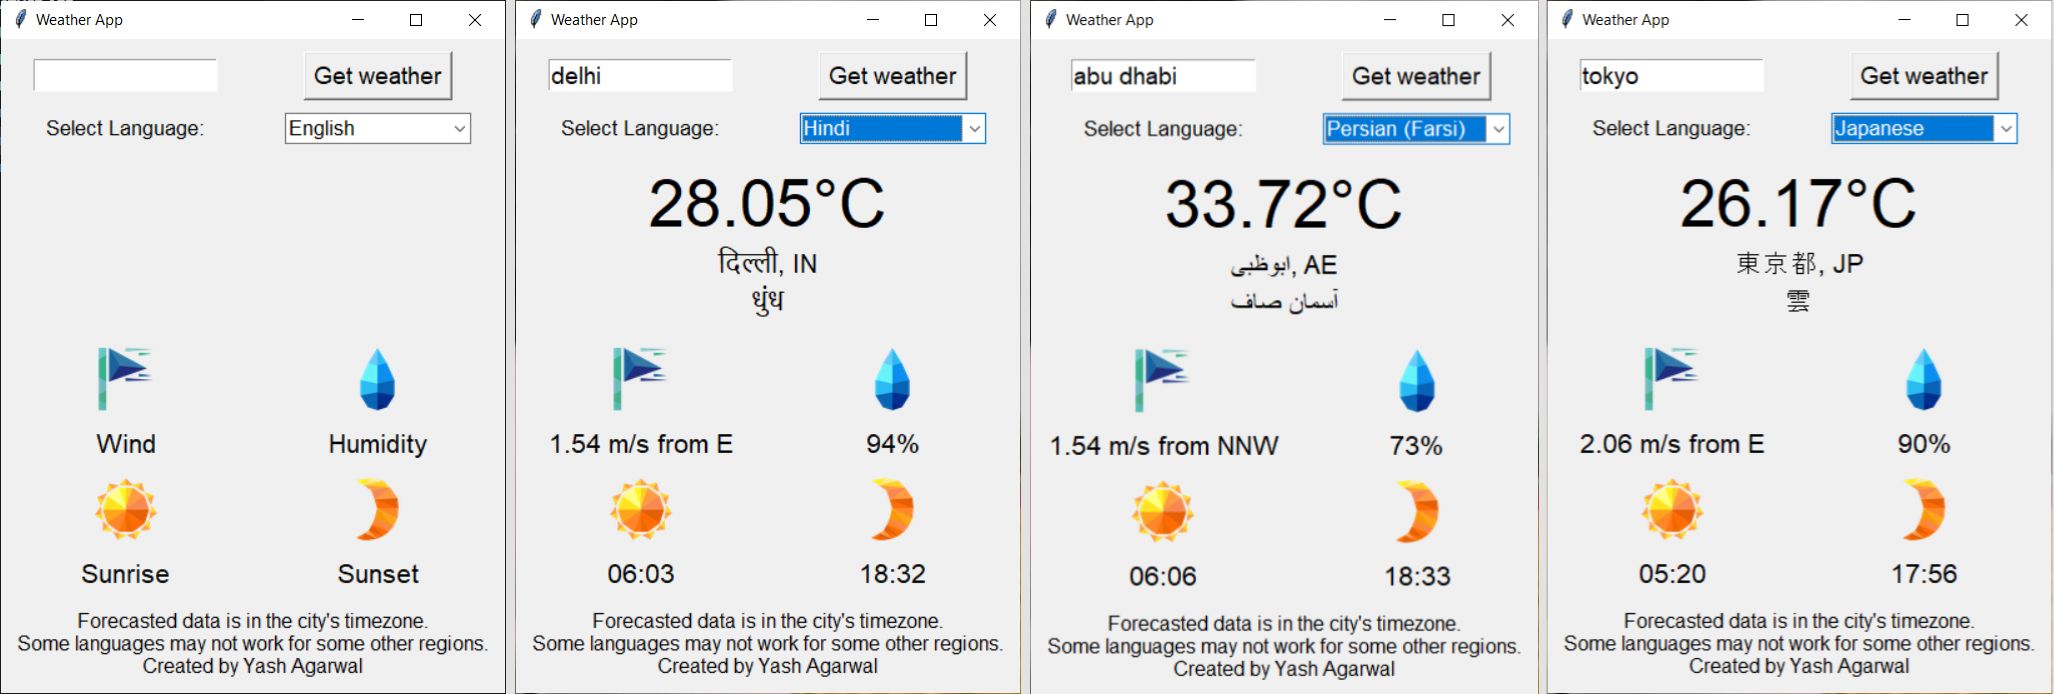 Weather App
Get weather
Select Language: English
Wind Humidity
Sunrise Sunset
Forecasted data is in the city's timezone.
Some languages may not work for some other regions.
Created by Yash Agarwal
Weather App
delhi Get weather
Select Language: Hindi
28.05°C
दिल्ली, IN
धुंध
1.54 m/s from E 94%
06:03 18:32
Forecasted data is in the city's timezone.
Some languages may not work for some other regions.
Created by Yash Agarwal
Weather App
abu dhabi Get weather
Select Language: Persian (Farsi)
33.72°C
ابوظبی, AE
آسمان صاف
1.54 m/s from NNW 73%
06:06 18:33
Forecasted data is in the city's timezone.
Some languages may not work for some other regions.
Created by Yash Agarwal
Weather App
tokyo Get weather
Select Language: Japanese
26.17°C
東京都, JP
雲
2.06 m/s from E 90%
05:20 17:56
Forecasted data is in the city's timezone.
Some languages may not work for some other regions.
Created by Yash Agarwal